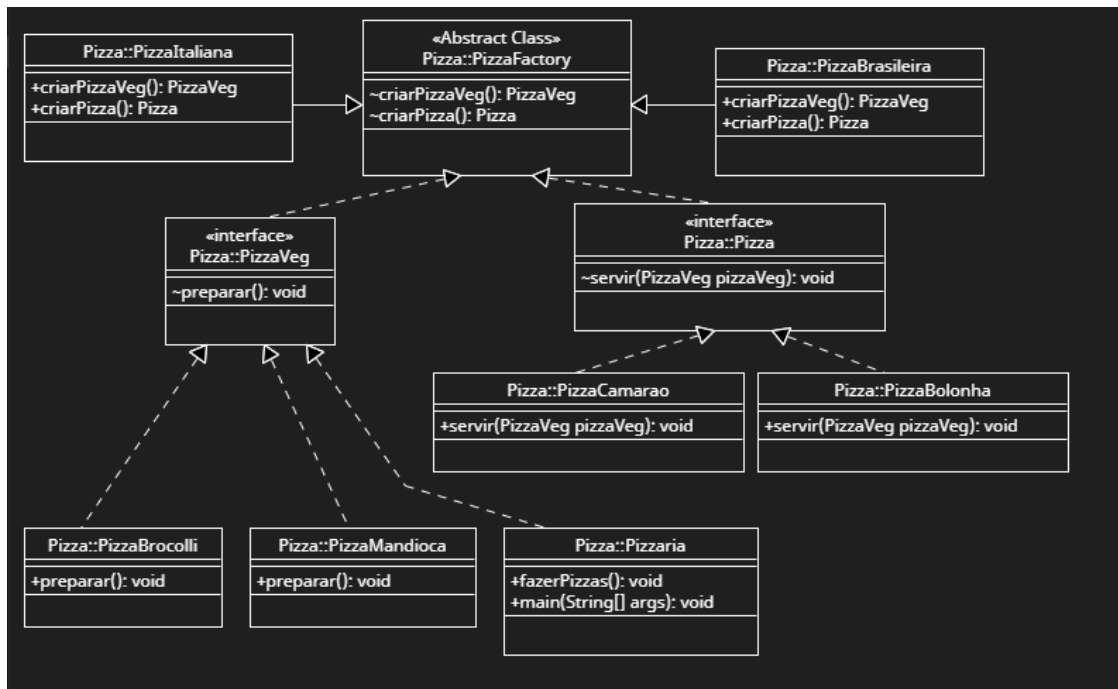 Pizza::PizzaItaliana
+criarPizzaVeg(): PizzaVeg
+criarPizza(): Pizza
«Abstract Class»
Pizza::PizzaFactory
~criarPizzaVeg(): PizzaVeg
~criarPizza(): Pizza
Pizza::PizzaBrasileira
+criarPizzaVeg(): PizzaVeg
+criarPizza(): Pizza
«interface»
Pizza::PizzaVeg
~preparar(): void
«interface»
Pizza::Pizza
~servir(PizzaVeg pizzaVeg): void
Pizza::PizzaCamarao
+servir(PizzaVeg pizzaVeg): void
Pizza::PizzaBolonha
+servir(PizzaVeg pizzaVeg): void
Pizza::PizzaBrocolli
+preparar(): void
Pizza::PizzaMandioca
+preparar(): void
Pizza::Pizzaria
+fazerPizzas(): void
+main(String[] args): void